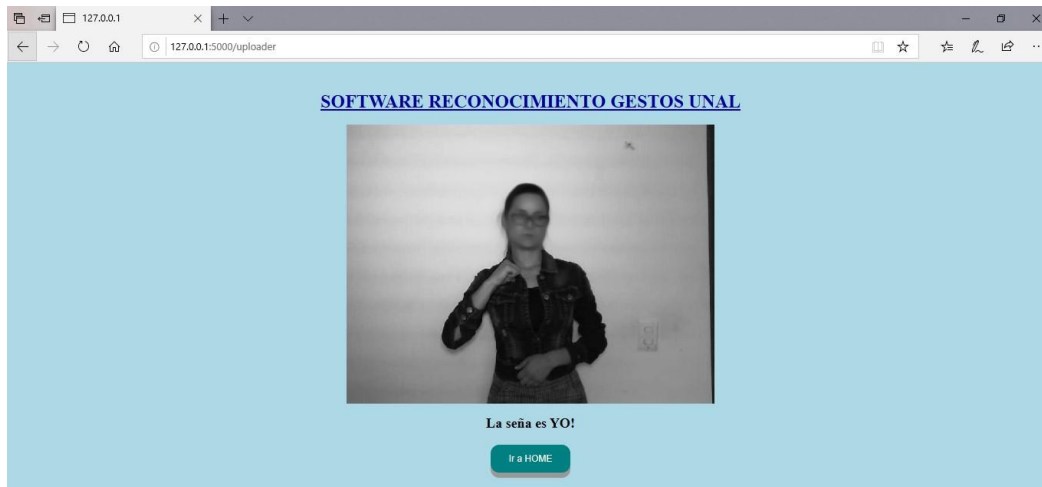 127.0.0.1
127.0.0.1:5000/uploader
SOFTWARE RECONOCIMIENTO GESTOS UNAL
La seña es YO!
Ir a HOME